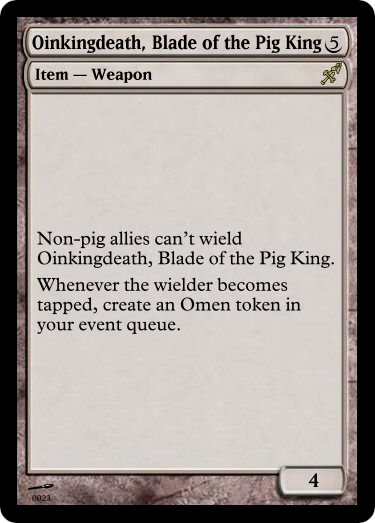 Oinkingdeath, Blade of the Pig King 5
Item — Weapon
Non-pig allies can't wield
Oinkingdeath, Blade of the Pig King.
Whenever the wielder becomes
tapped, create an Omen token in
your event queue.
4
0023